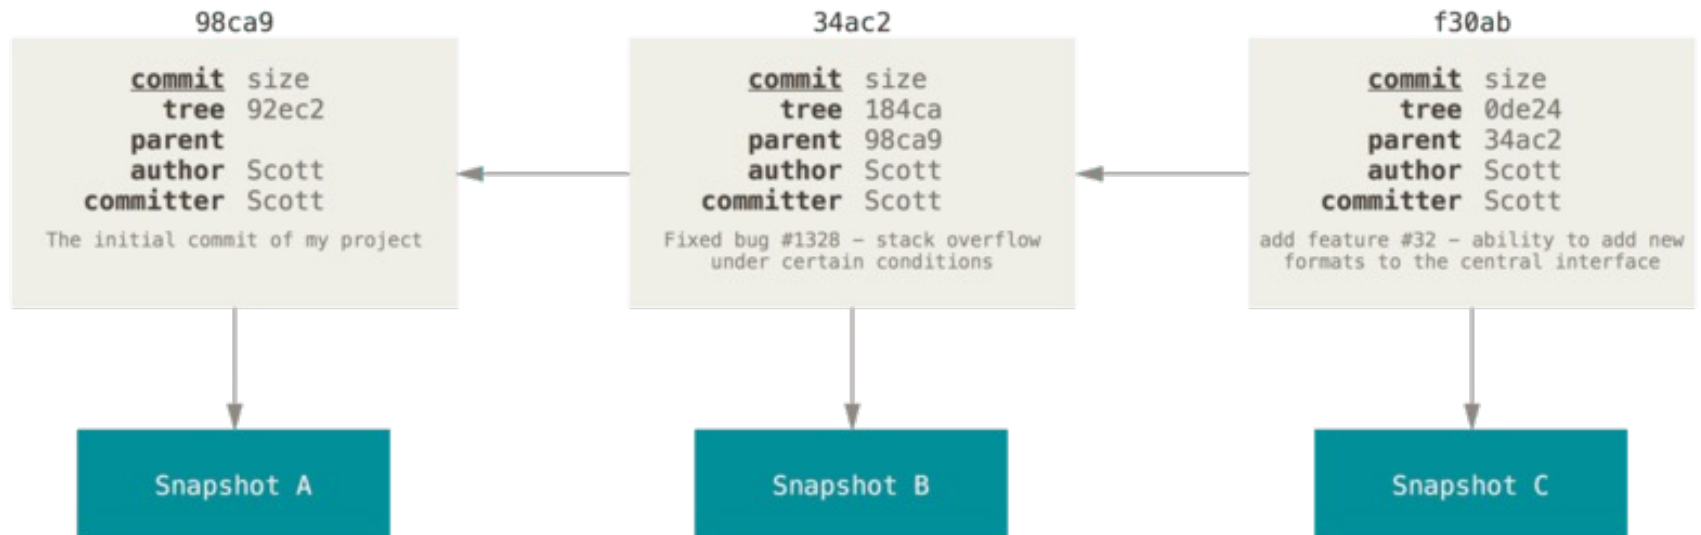 98ca9
commit size
tree 92ec2
parent
author Scott
committer Scott
The initial commit of my project
Snapshot A
34ac2
commit size
tree 184ca
parent 98ca9
author Scott
committer Scott
Fixed bug #1328 – stack overflow
under certain conditions
Snapshot B
f30ab
commit size
tree 0de24
parent 34ac2
author Scott
committer Scott
add feature #32 – ability to add new
formats to the central interface
Snapshot C